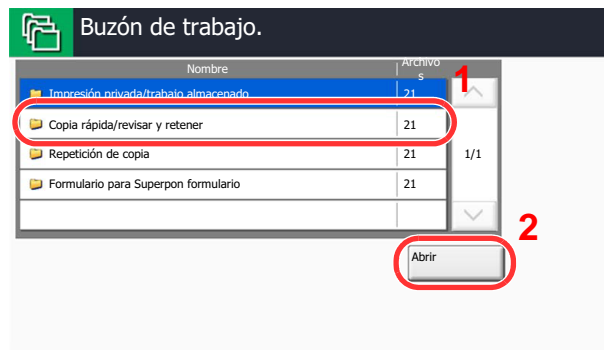 Buzón de trabajo.
Nombre
Archivo
s
1
Impresión privada/trabajo almacenado 21
Copia rápida/revisar y retener 21
Repetición de copia 21 1/1
Formulario para Superpon formulario 21
2
Abrir